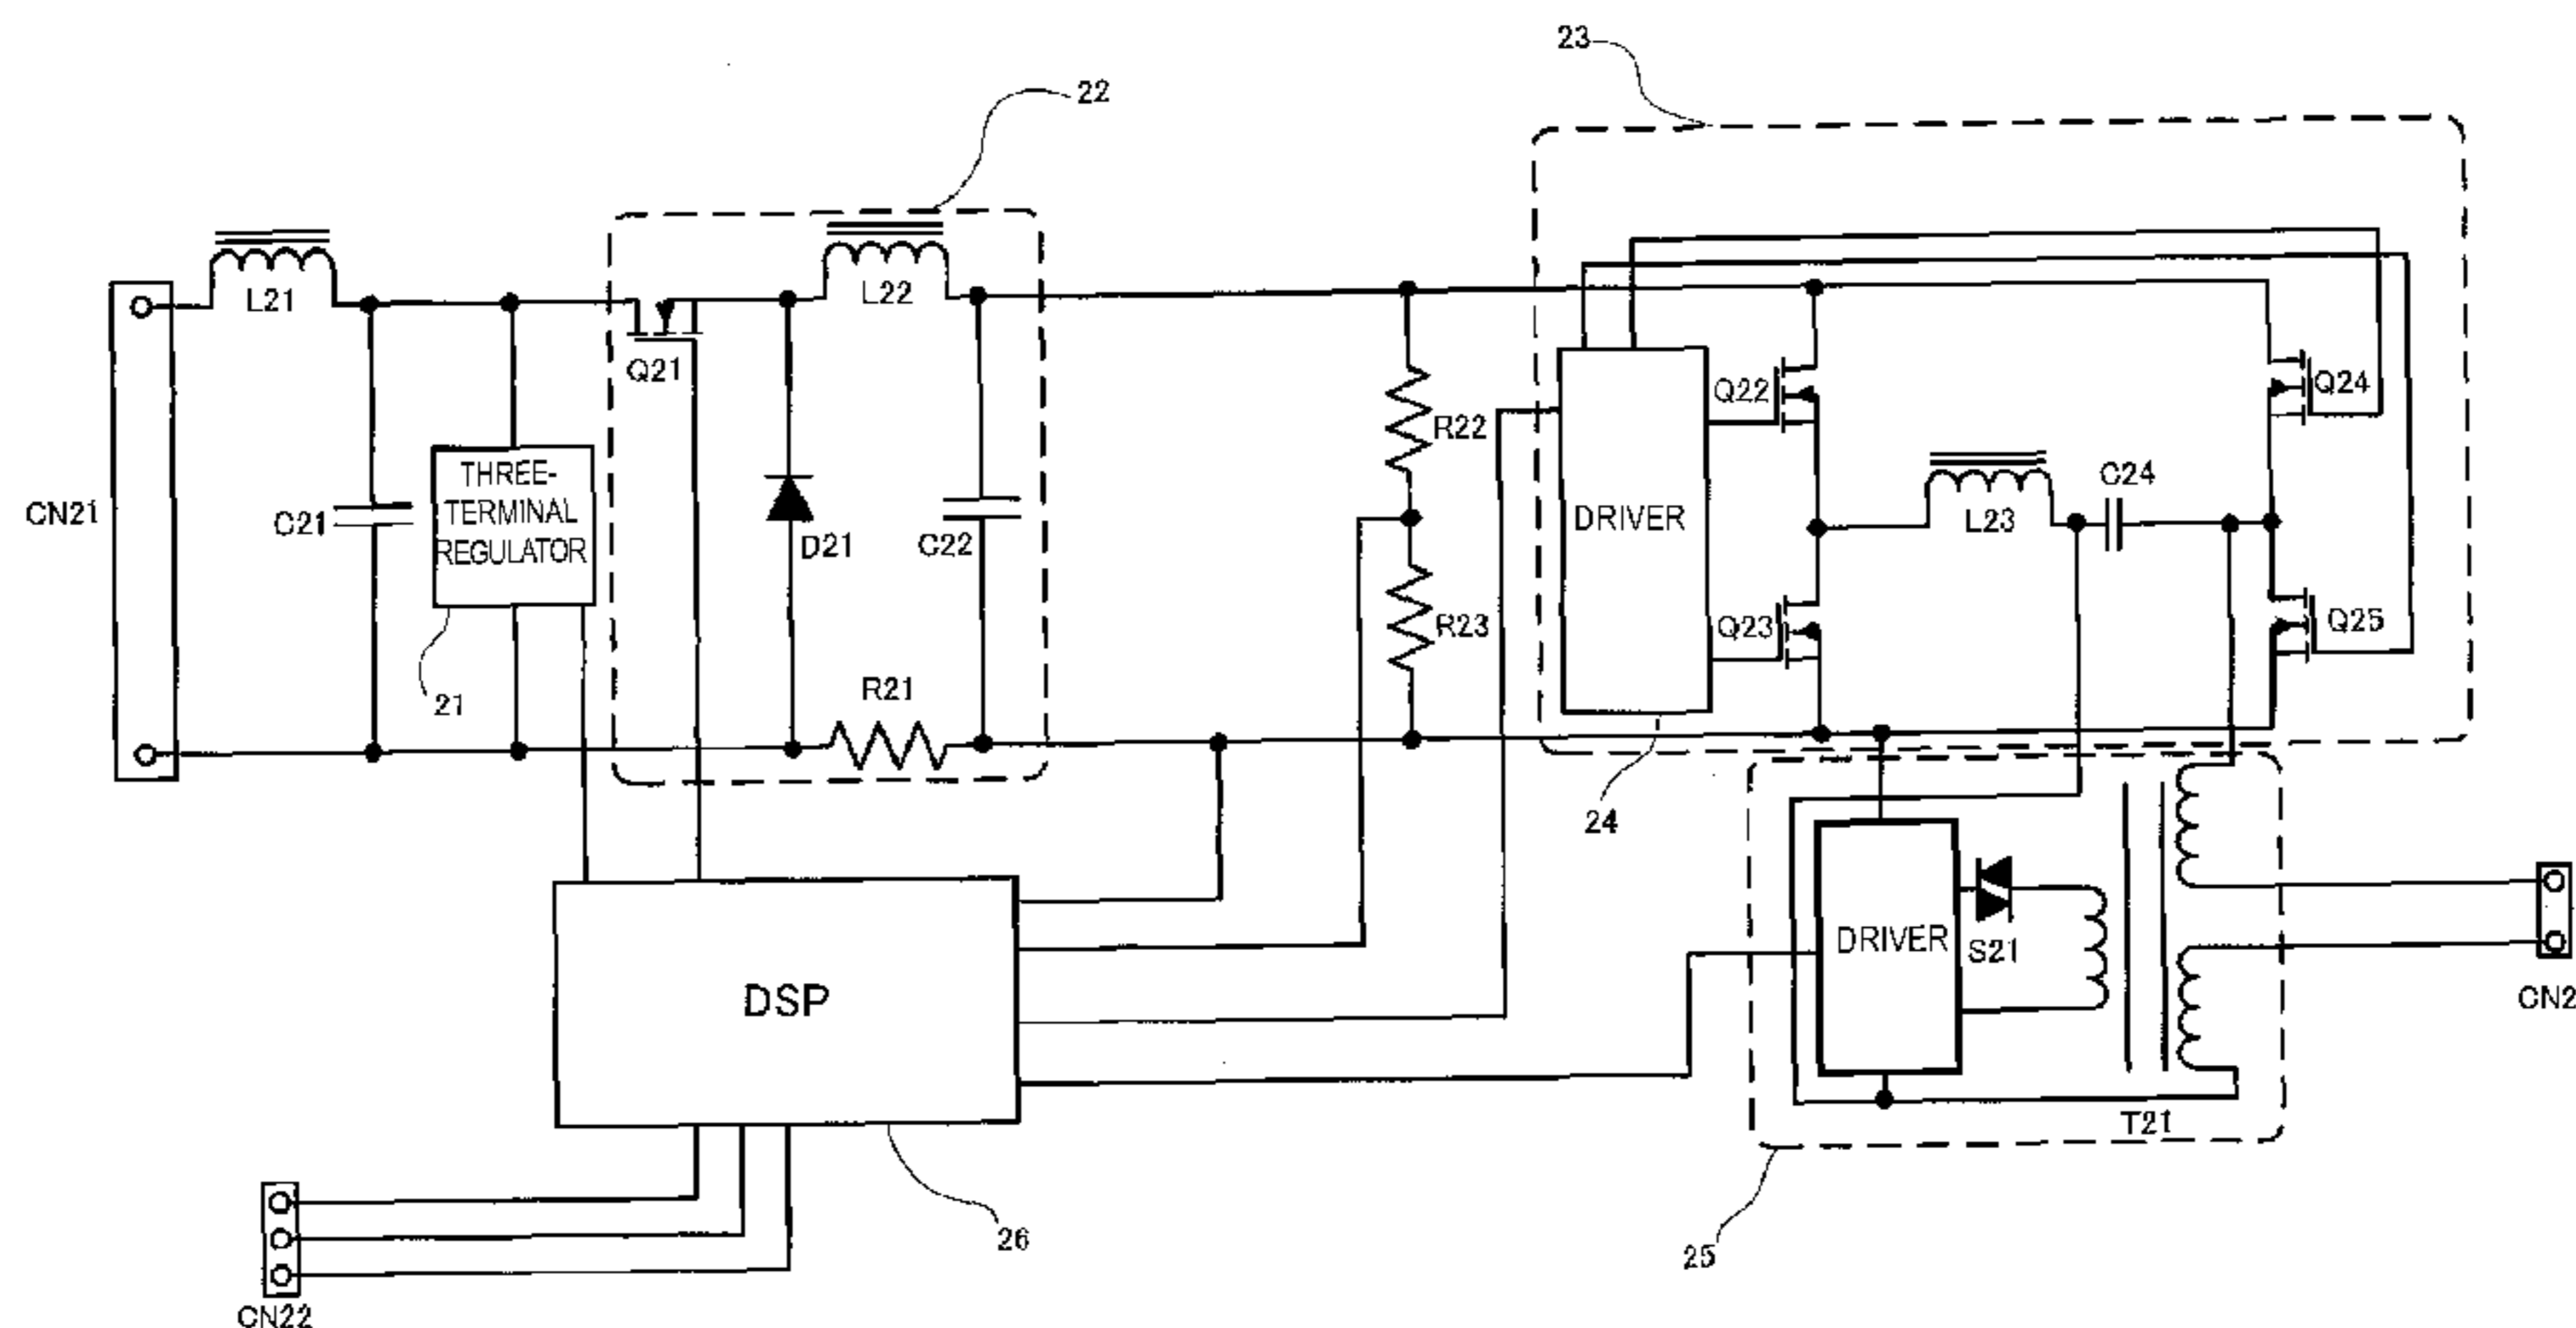 23
22
L21
L22
Q21
Q22
Q24
THREE-
TERMINAL
REGULATOR
R22
C24
CN21
C21
D21
C22
DRIVER
L23
R23
Q23
Q25
R21
21
24
DRIVER
S21
DSP
CN2
T21
26
25
CN22